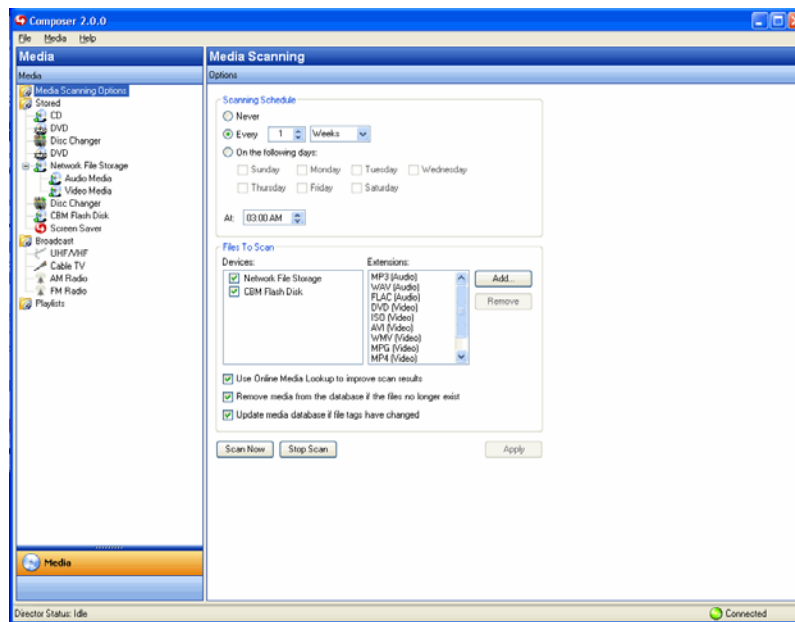 Composer 2.0.0
File Media Help
Media
Media
Media Scanning Options
Stored
CD
DVD
Disc Changer
DVD
Network File Storage
Audio Media
Video Media
Disc Changer
CBM Flash Disk
Screen Saver
Broadcast
UHF/VHF
Cable TV
AM Radio
FM Radio
Playlists
Media
Director Status: Idle
Media Scanning
Options
Scanning Schedule
Never
Every 1 Weeks
On the following days:
Sunday Monday Tuesday Wednesday
Thursday Friday Saturday
At: 03:00 AM
Files To Scan
Devices: Extensions:
Network File Storage
CBM Flash Disk
MP3 (Audio)
WAV (Audio)
FLAC (Audio)
DVD (Video)
ISO (Video)
AVI (Video)
WMV (Video)
MPG (Video)
MP4 (Video)
Add...
Remove
Use Online Media Lookup to improve scan results
Remove media from the database if the files no longer exist
Update media database if file tags have changed
Scan Now Stop Scan Apply
Connected